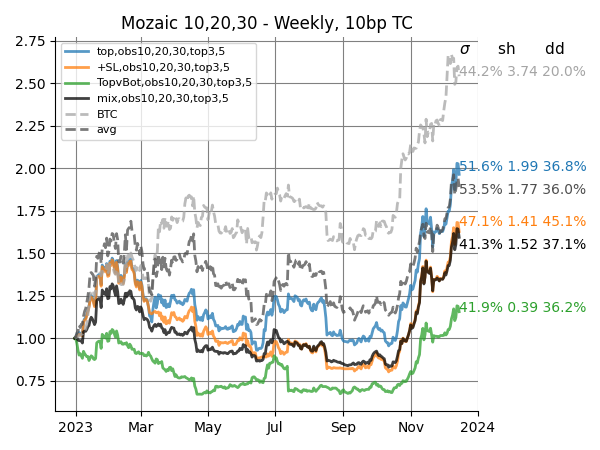 Mozaic 10,20,30 - Weekly, 10bp TC
σ sh dd
top,obs10,20,30,top3,5
+SL,obs10,20,30,top3,5
TopvBot,obs10,20,30,top3,5
mix,obs10,20,30,top3,5
BTC
avg
44.2% 3.74 20.0%
51.6% 1.99 36.8%
53.5% 1.77 36.0%
47.1% 1.41 45.1%
41.3% 1.52 37.1%
41.9% 0.39 36.2%
2.75
2.50
2.25
2.00
1.75
1.50
1.25
1.00
0.75
2023 Mar May Jul Sep Nov 2024